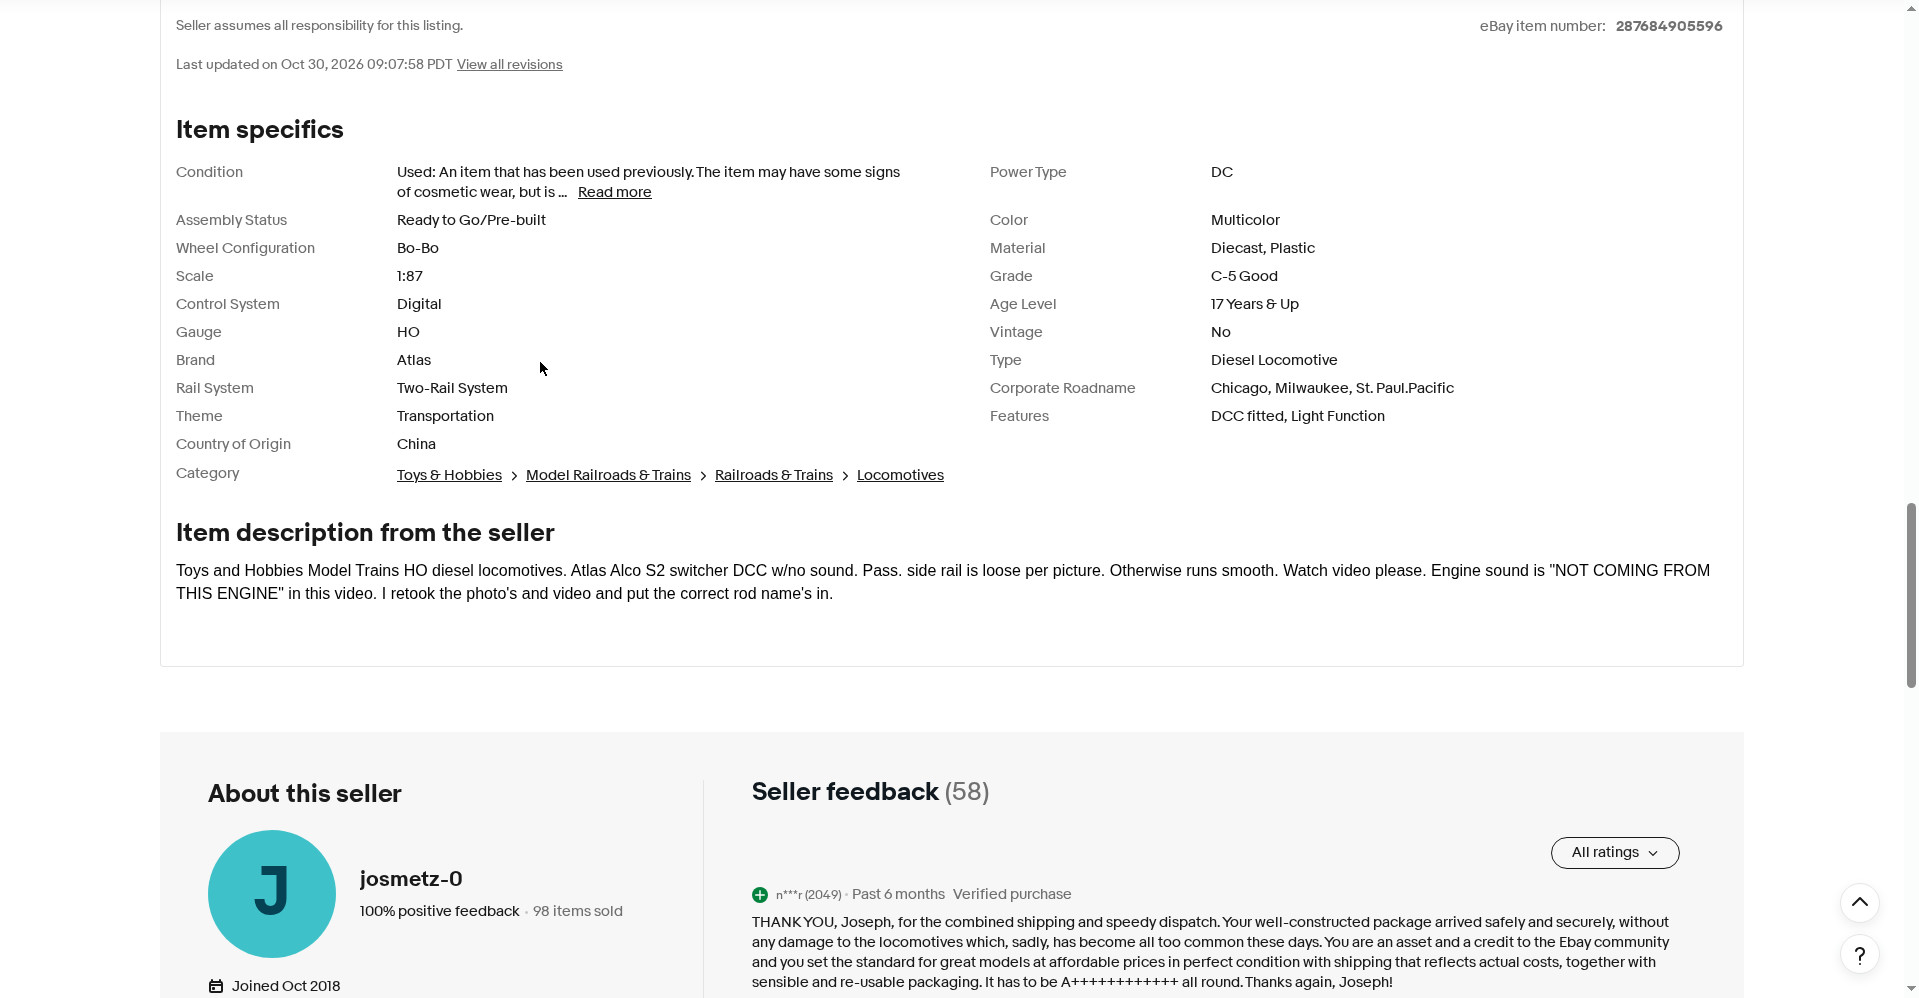 Seller assumes all responsibility for this listing.
eBay item number: 287684905596
Last updated on Oct 30, 2026 09:07:58 PDT View all revisions
Item specifics
Condition
Used: An item that has been used previously. The item may have some signs
of cosmetic wear, but is ... Read more
Power Type
DC
Assembly Status
Ready to Go/Pre-built
Color
Multicolor
Wheel Configuration
Bo-Bo
Material
Diecast, Plastic
Scale
1:87
Grade
C-5 Good
Control System
Digital
Age Level
17 Years & Up
Gauge
HO
Vintage
No
Brand
Atlas
Type
Diesel Locomotive
Rail System
Two-Rail System
Corporate Roadname
Chicago, Milwaukee, St. Paul.Pacific
Theme
Transportation
Features
DCC fitted, Light Function
Country of Origin
China
Category
Toys & Hobbies > Model Railroads & Trains > Railroads & Trains > Locomotives
Item description from the seller
Toys and Hobbies Model Trains HO diesel locomotives. Atlas Alco S2 switcher DCC w/no sound. Pass. side rail is loose per picture. Otherwise runs smooth. Watch video please. Engine sound is "NOT COMING FROM
THIS ENGINE" in this video. I retook the photo's and video and put the correct rod name's in.
About this seller
J
josmetz-0
100% positive feedback · 98 items sold
Joined Oct 2018
Seller feedback (58)
All ratings
n***r (2049) · Past 6 months Verified purchase
THANK YOU, Joseph, for the combined shipping and speedy dispatch. Your well-constructed package arrived safely and securely, without
any damage to the locomotives which, sadly, has become all too common these days. You are an asset and a credit to the Ebay community
and you set the standard for great models at affordable prices in perfect condition with shipping that reflects actual costs, together with
sensible and re-usable packaging. It has to be A++++++++++++ all round. Thanks again, Joseph!
?